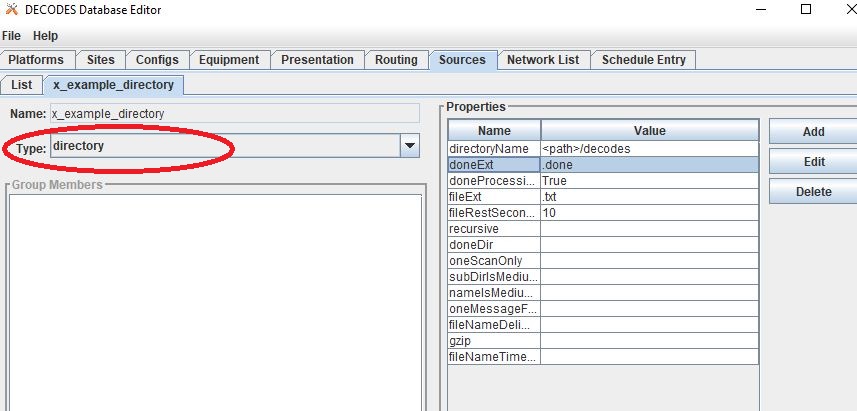 DECODES Database Editor
File Help
Platforms Sites Configs Equipment Presentation Routing Sources Network List Schedule Entry
List x_example_directory
Name: x_example_directory
Type: directory
Group Members
Properties
Name Value
directoryName <path>/decodes
doneExt .done
doneProcessi... True
fileExt .txt
fileRestSecon... 10
recursive
doneDir
oneScanOnly
subDirIsMediu...
nameIsMediu...
oneMessageF...
fileNameDeli...
gzip
fileNameTime...
Add
Edit
Delete